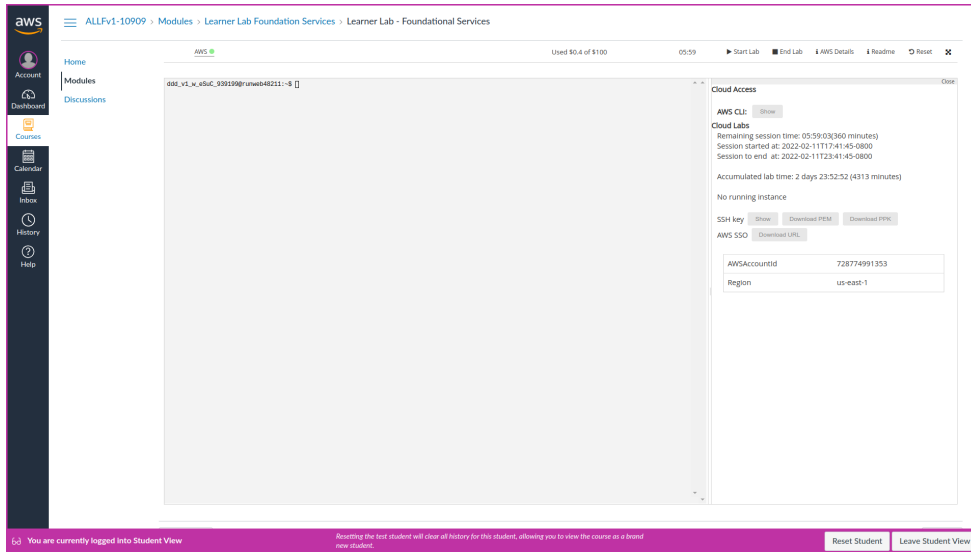 aws
ALLFv1-10909 › Modules › Learner Lab Foundation Services › Learner Lab - Foundational Services
Account
Dashboard
Courses
Calendar
Inbox
History
Help
Home
Modules
Discussions
AWS
Used $0.4 of $100
05:59
Start Lab
End Lab
AWS Details
Readme
Reset
ddd_v1_w_eSuC_939199@runweb48211:~$
Close
Cloud Access
AWS CLI: Show
Cloud Labs
Remaining session time: 05:59:03(360 minutes)
Session started at: 2022-02-11T17:41:45-0800
Session to end at: 2022-02-11T23:41:45-0800
Accumulated lab time: 2 days 23:52:52 (4313 minutes)
No running instance
SSH key Show Download PEM Download PPK
AWS SSO Download URL
AWSAccountId 728774991353
Region us-east-1
You are currently logged into Student View
Resetting the test student will clear all history for this student, allowing you to view the course as a brand
new student.
Reset Student
Leave Student View